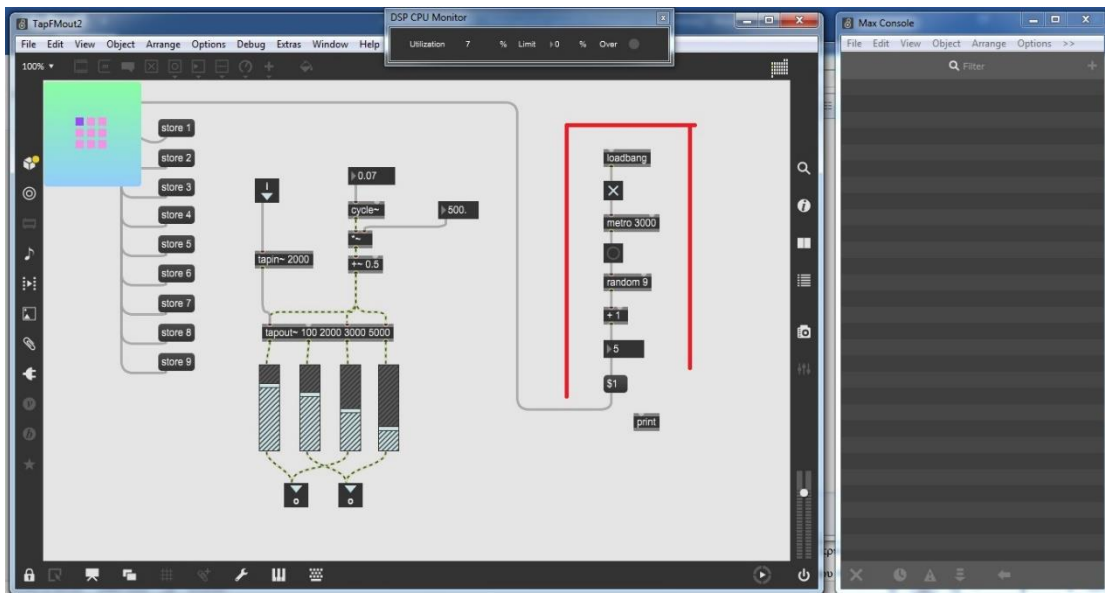 TapFMout2
DSP CPU Monitor
File Edit View Object Arrange Options Debug Extras Window Help
Utilization 7 % Limit 0 % Over
100%
store 1
store 2
store 3
store 4
store 5
store 6
store 7
store 8
store 9
i
0.07
cycle~
500.
*~
tapin~ 2000
+~ 0.5
tapout~ 100 2000 3000 5000
o
o
loadbang
metro 3000
random 9
+ 1
5
$1
print
Max Console
File Edit View Object Arrange Options >>
Filter